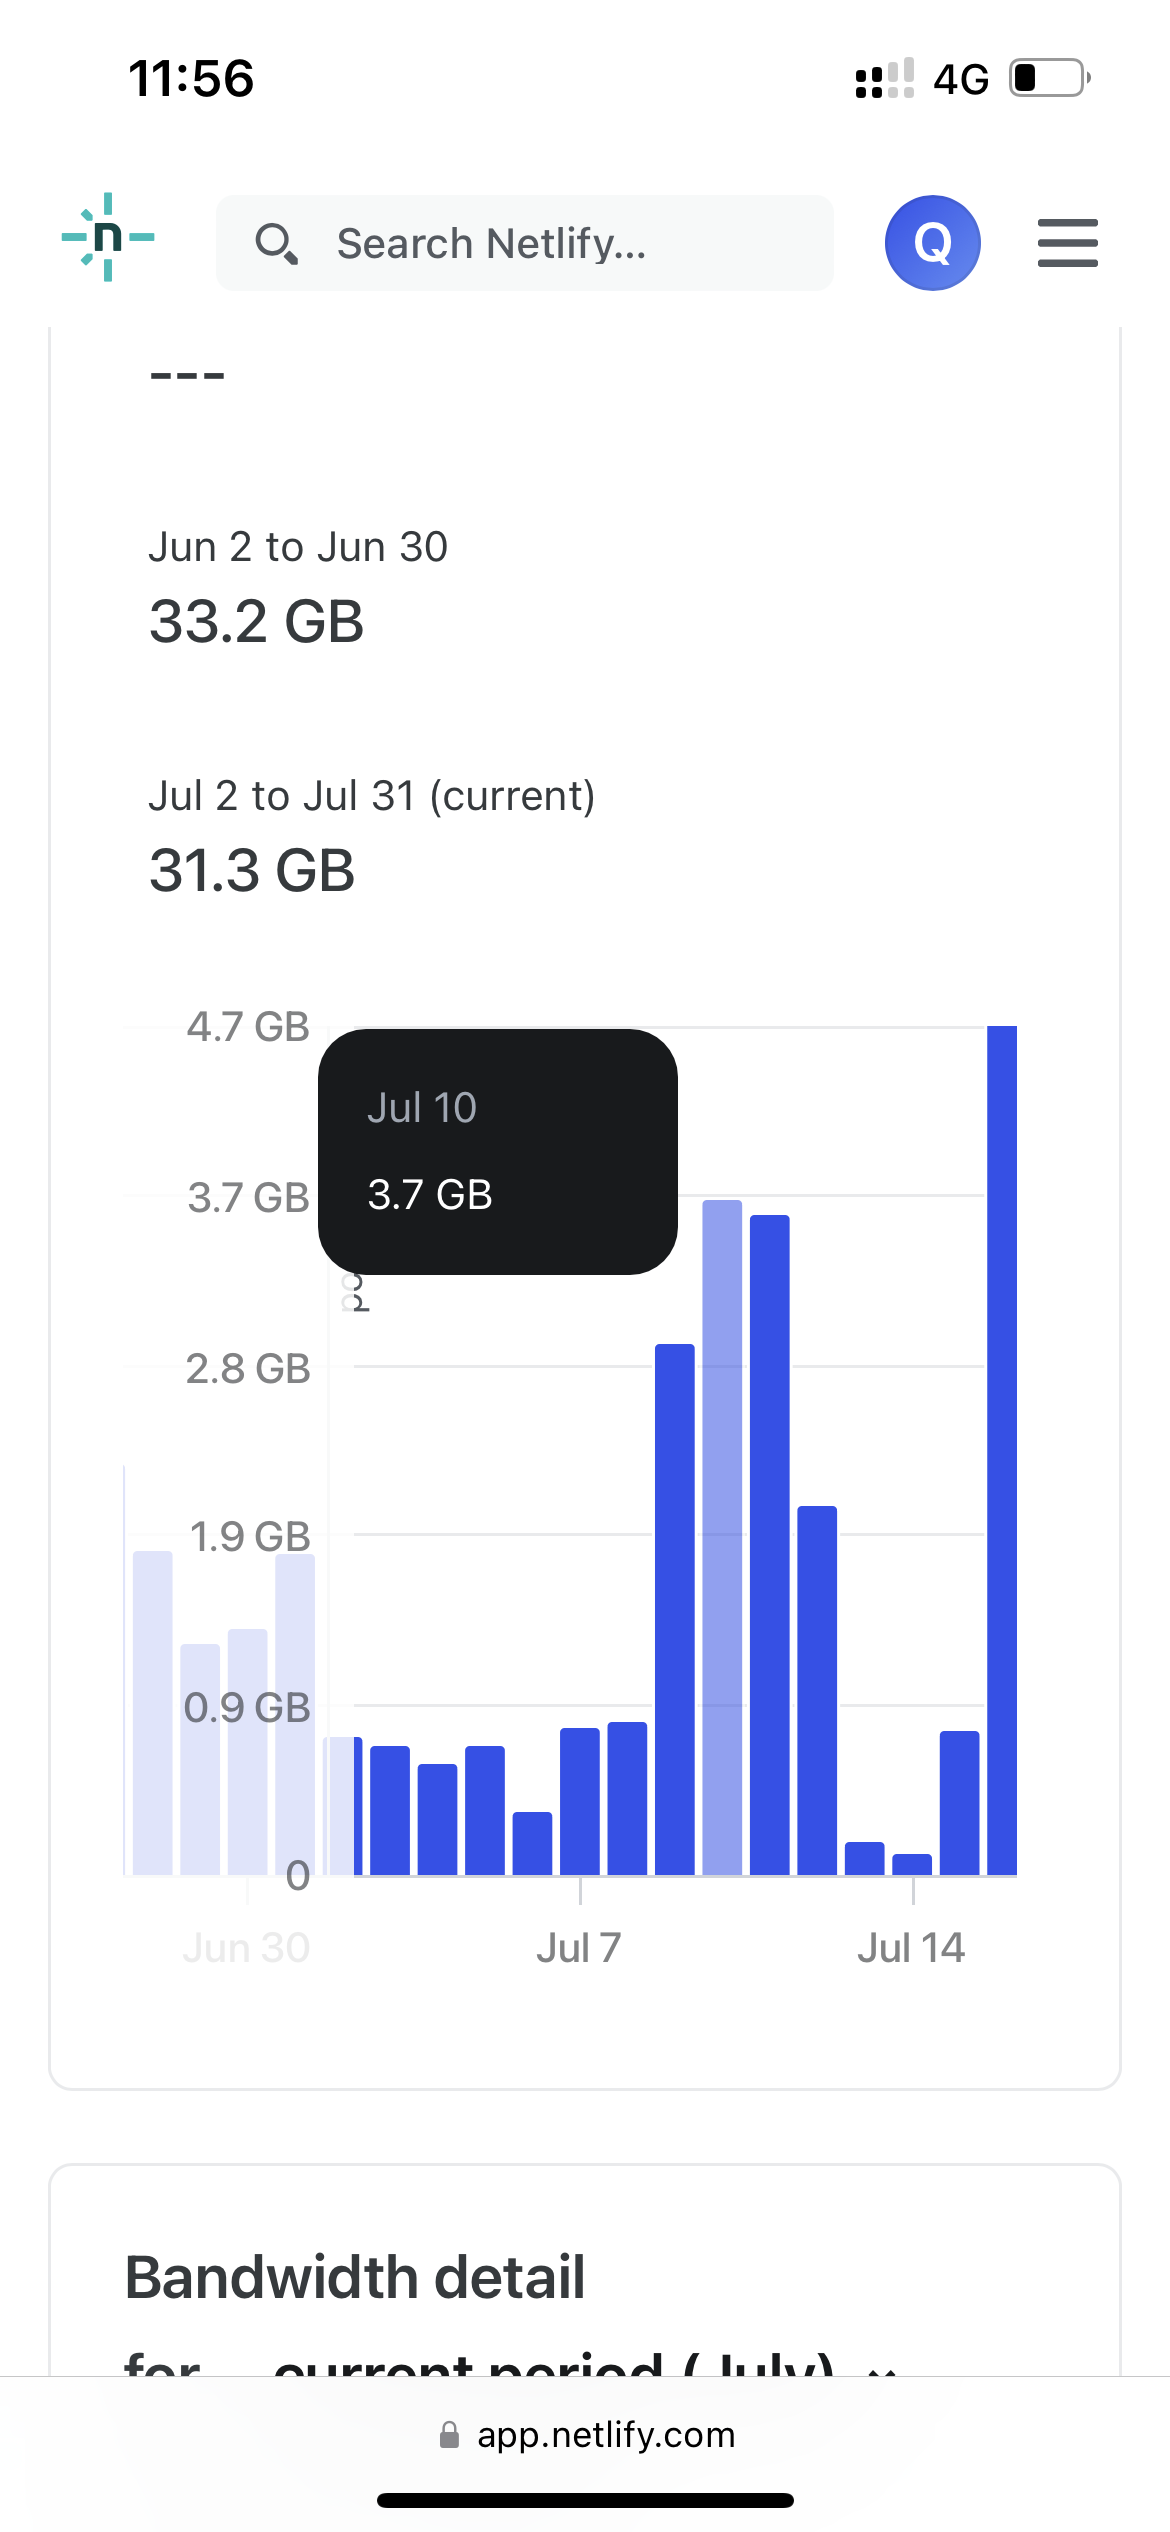 11:56
4G
n
Search Netlify...
Q
---
Jun 2 to Jun 30
33.2 GB
Jul 2 to Jul 31 (current)
31.3 GB
4.7 GB
Jul 10
3.7 GB
3.7 GB
2.8 GB
1.9 GB
0.9 GB
0
Jun 30
Jul 7
Jul 14
Bandwidth detail
for current period (July)
app.netlify.com